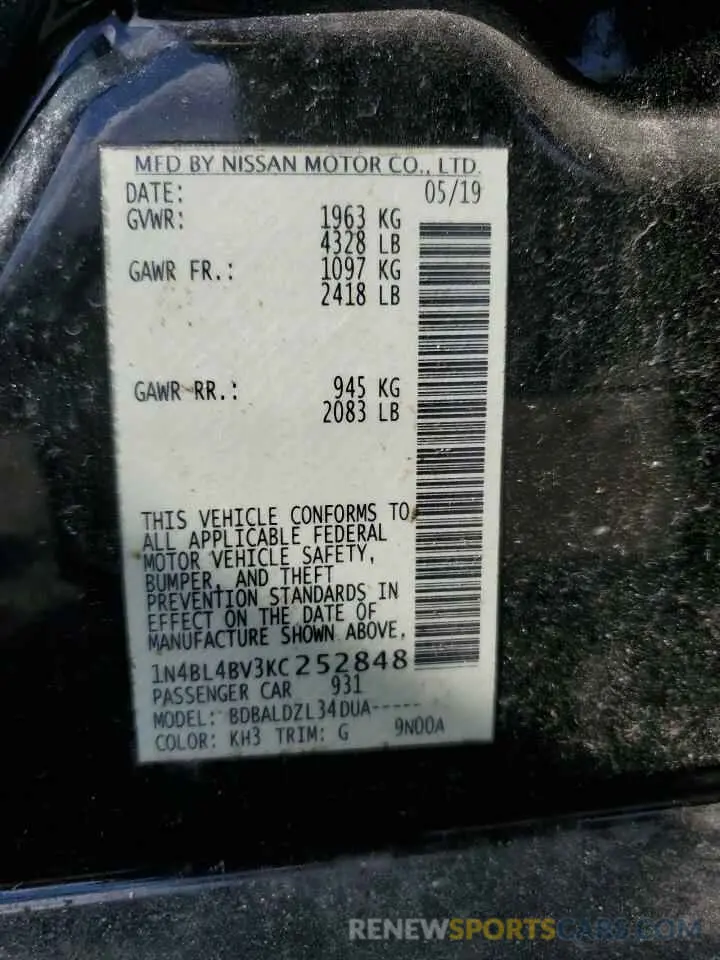 MFD BY NISSAN MOTOR CO., LTD.
DATE: 05/19
GVWR: 1963 KG
4328 LB
GAWR FR.: 1097 KG
2418 LB
GAWR RR.: 945 KG
2083 LB
THIS VEHICLE CONFORMS TO
ALL APPLICABLE FEDERAL
MOTOR VEHICLE SAFETY,
BUMPER, AND THEFT
PREVENTION STANDARDS IN
EFFECT ON THE DATE OF
MANUFACTURE SHOWN ABOVE.
1N4BL4BV3KC252848
PASSENGER CAR 931
MODEL: BDBALDZL34DUA-----
COLOR: KH3 TRIM: G 9N00A
RENEWSPORTSCARS.COM